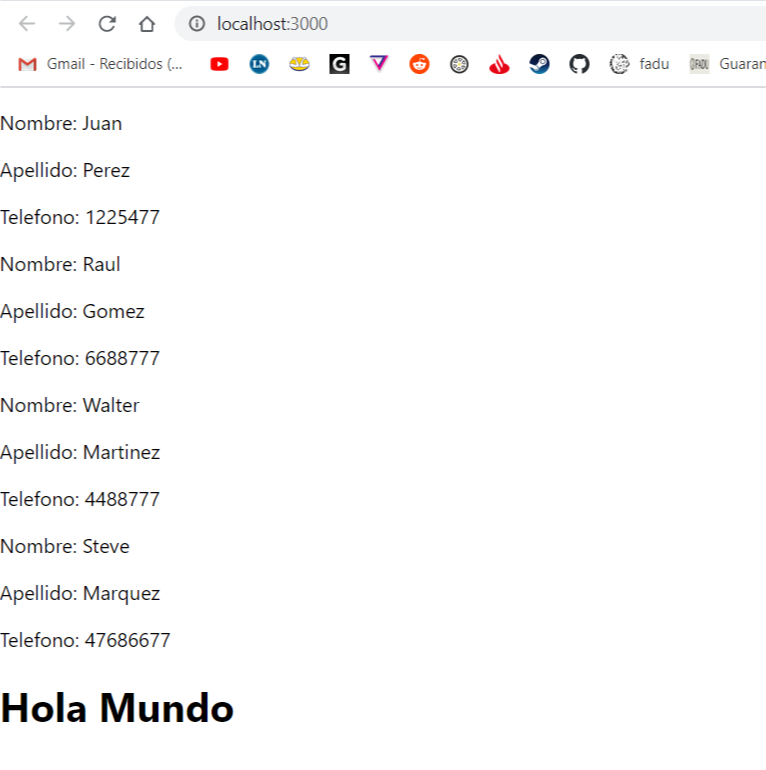 localhost:3000
Gmail - Recibidos (... LN G fadu FADU Guaran
Nombre: Juan
Apellido: Perez
Telefono: 1225477
Nombre: Raul
Apellido: Gomez
Telefono: 6688777
Nombre: Walter
Apellido: Martinez
Telefono: 4488777
Nombre: Steve
Apellido: Marquez
Telefono: 47686677
Hola Mundo